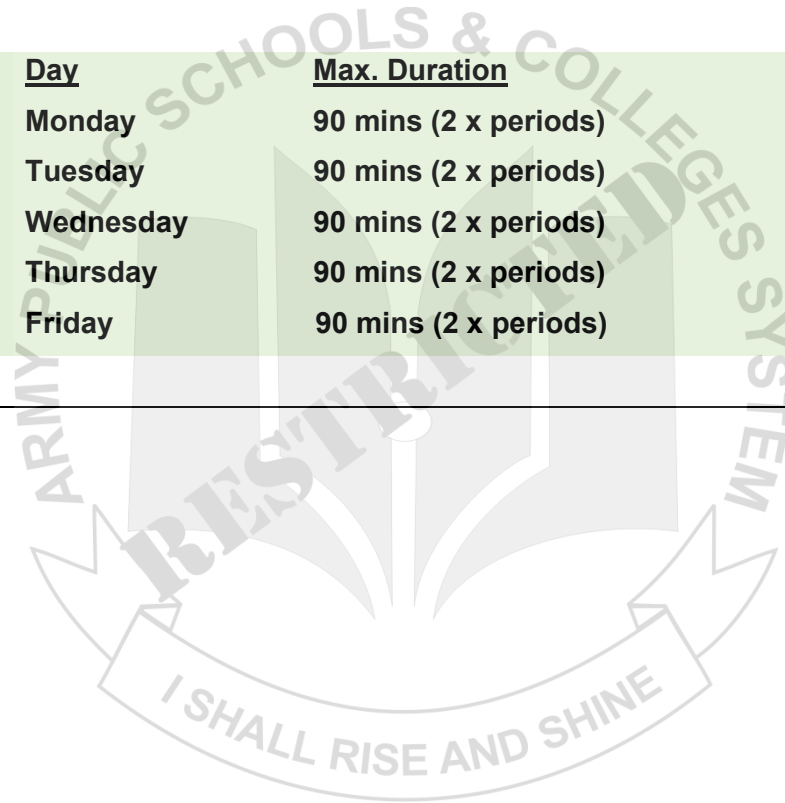 ARMY PUBLIC SCHOOLS & COLLEGES SYSTEM
Day Max. Duration
Monday 90 mins (2 x periods)
Tuesday 90 mins (2 x periods)
Wednesday 90 mins (2 x periods)
Thursday 90 mins (2 x periods)
Friday 90 mins (2 x periods)
RESTRICTED
I SHALL RISE AND SHINE